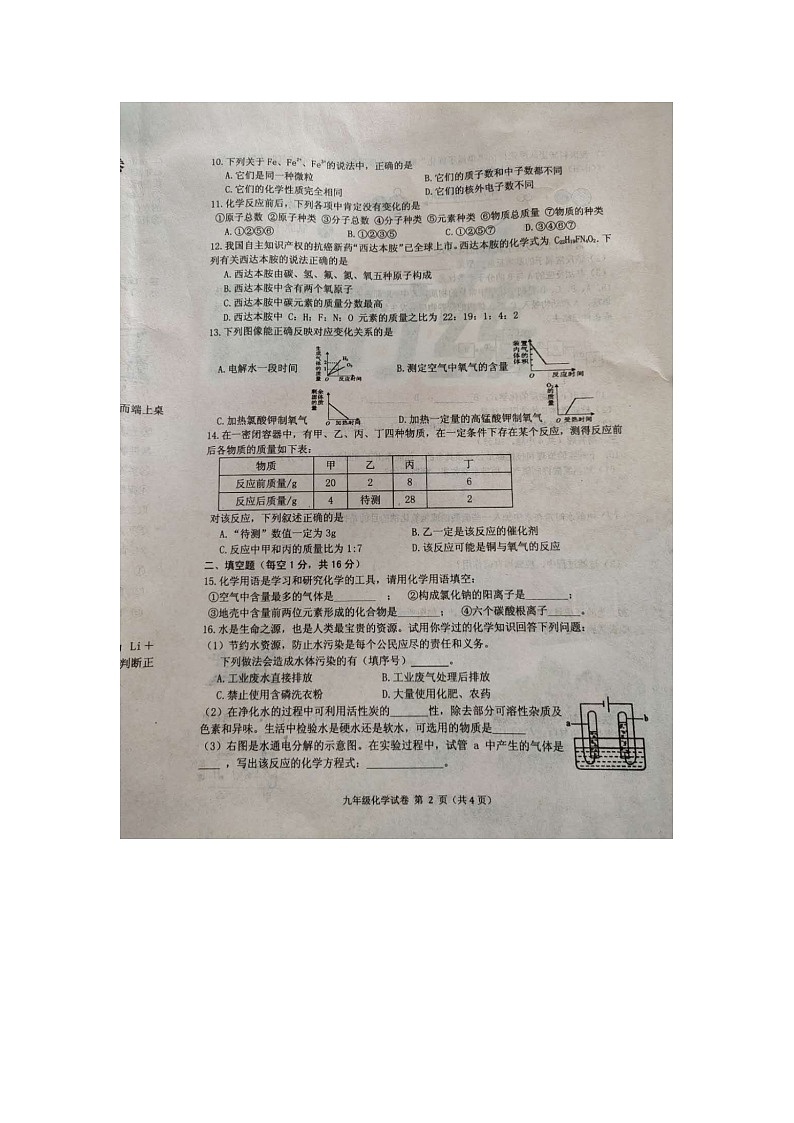 10.下列关于 Fe、Fe²⁺、Fe³⁺的说法中，正确的是
A.它们是同一种微粒 B.它们的质子数和中子数都不同
C.它们的化学性质完全相同 D.它们的核外电子数不同
11.化学反应前后，下列各项中肯定没有变化的是
①原子总数 ②原子种类 ③分子总数 ④分子种类 ⑤元素种类 ⑥物质总质量 ⑦物质的种类
A.①②⑤⑥ B.①②③⑤ C.①②⑤⑦ D.③④⑥⑦
12.我国自主知识产权的抗癌新药“西达本胺”已全球上市。西达本胺的化学式为 C₂₂H₁₉FN₄O₂.下
列有关西达本胺的说法正确的是
A.西达本胺由碳、氢、氟、氮、氧五种原子构成
B.西达本胺中含有两个氧原子
C.西达本胺中碳元素的质量分数最高
D.西达本胺中 C：H：F：N：O 元素的质量之比为 22：19：1：4：2
13.下列图像能正确反映对应变化关系的是
A.电解水一段时间 生成气体的质量 2 1 H₂ O₂ 0 反应时间 B.测定空气中氧气的含量 0 反应时间
C.加热氯酸钾制氧气 0 加热时间 D.加热一定量的高锰酸钾制氧气 O₂的质量 0 受热时间
14.在一密闭容器中，有甲、乙、丙、丁四种物质，在一定条件下存在某个反应，测得反应前
后各物质的质量如下表：
物质 甲 乙 丙 丁
反应前质量/g 20 2 8 6
反应后质量/g 4 待测 28 2
对该反应，下列叙述正确的是
A.“待测”数值一定为 3g B.乙一定是该反应的催化剂
C.反应中甲和丙的质量比为 1:7 D.该反应可能是铜与氧气的反应
二、填空题（每空 1 分，共 16 分）
15.化学用语是学习和研究化学的工具，请用化学用语填空：
①空气中含量最多的气体是________ ； ②构成氯化钠的阳离子是________；
③地壳中含量前两位元素形成的化合物是________； ④六个碳酸根离子______。
16.水是生命之源，也是人类最宝贵的资源。试用你学过的化学知识回答下列问题：
（1）节约水资源，防止水污染是每个公民应尽的责任和义务。
下列做法会造成水体污染的有（填序号）_______。
A.工业废水直接排放 B.工业废气处理后排放
C.禁止使用含磷洗衣粉 D.大量使用化肥、农药
（2）在净化水的过程中可利用活性炭的_______性，除去部分可溶性杂质及
色素和异味。生活中检验水是硬水还是软水，可选用的物质是______
（3）右图是水通电分解的示意图。在实验过程中，试管 a 中产生的气体是
____ ，写出该反应的化学方程式：_____________。
a b
九年级化学试卷 第 2 页（共 4 页）
而端上桌
Li＋
判断正